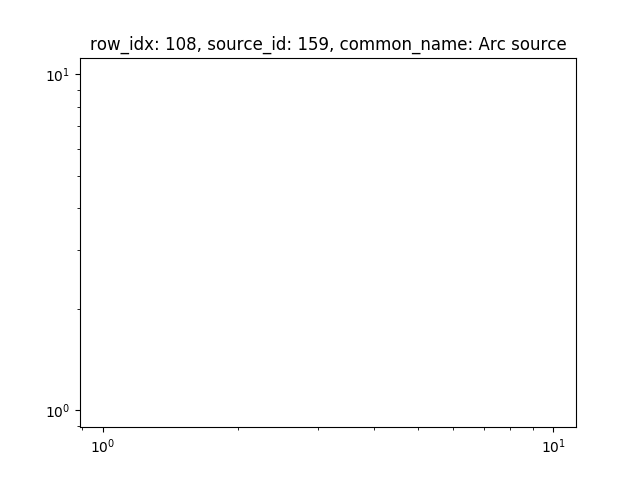 row_idx: 108, source_id: 159, common_name: Arc source
10¹
10⁰
10⁰ 10¹